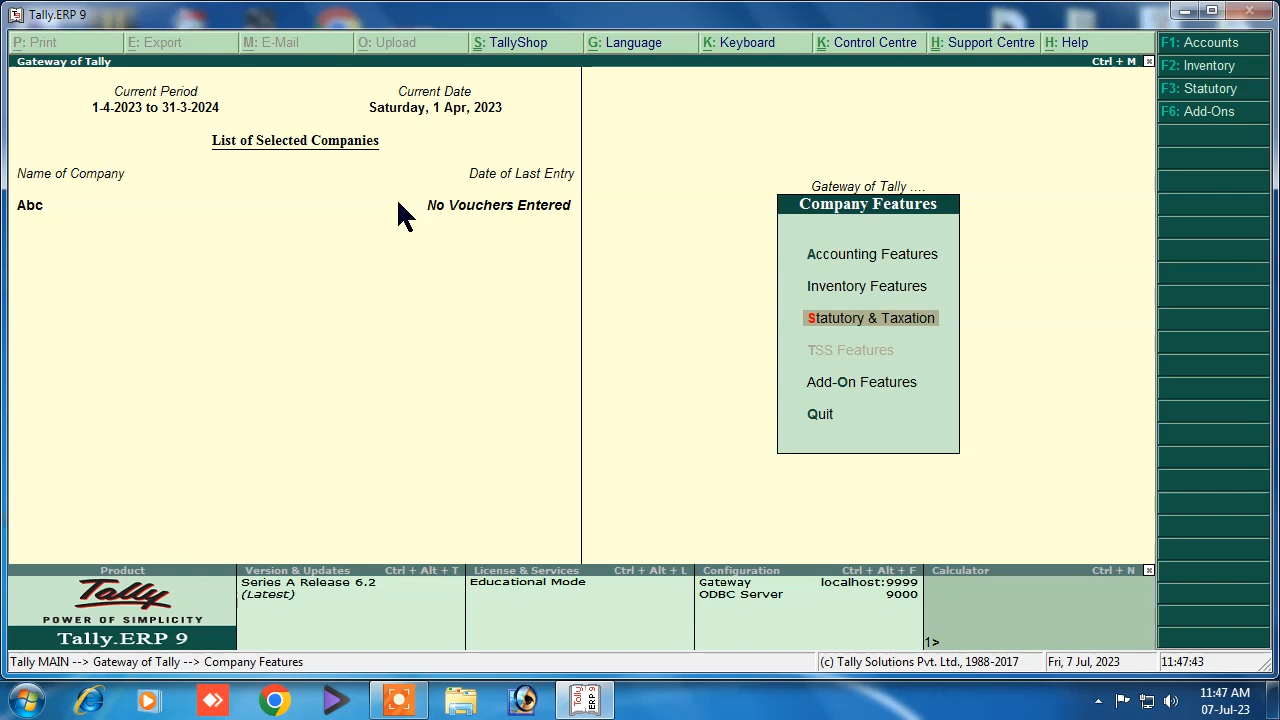 Tally.ERP 9
P: Print
E: Export
M: E-Mail
O: Upload
S: TallyShop
G: Language
K: Keyboard
K: Control Centre
H: Support Centre
H: Help
F1: Accounts
F2: Inventory
F3: Statutory
F6: Add-Ons
Gateway of Tally
Ctrl + M
Current Period
1-4-2023 to 31-3-2024
Current Date
Saturday, 1 Apr, 2023
List of Selected Companies
Name of Company
Date of Last Entry
Abc
No Vouchers Entered
Gateway of Tally ....
Company Features
Accounting Features
Inventory Features
Statutory & Taxation
TSS Features
Add-On Features
Quit
Product
Tally
POWER OF SIMPLICITY
Tally.ERP 9
Version & Updates Ctrl + Alt + T
Series A Release 6.2
(Latest)
License & Services Ctrl + Alt + L
Educational Mode
Configuration Ctrl + Alt + F
Gateway localhost:9999
ODBC Server 9000
Calculator Ctrl + N
1>
Tally MAIN --> Gateway of Tally --> Company Features
(c) Tally Solutions Pvt. Ltd., 1988-2017
Fri, 7 Jul, 2023
11:47:43
11:47 AM
07-Jul-23